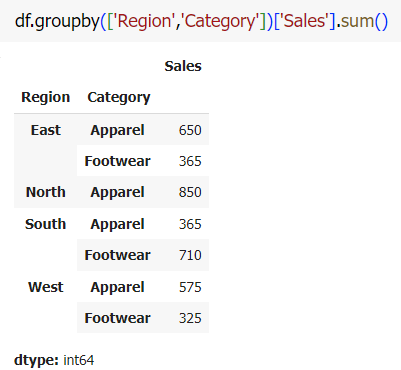 df.groupby(['Region','Category'])['Sales'].sum()
Sales
Region Category
East Apparel 650
Footwear 365
North Apparel 850
South Apparel 365
Footwear 710
West Apparel 575
Footwear 325
dtype: int64